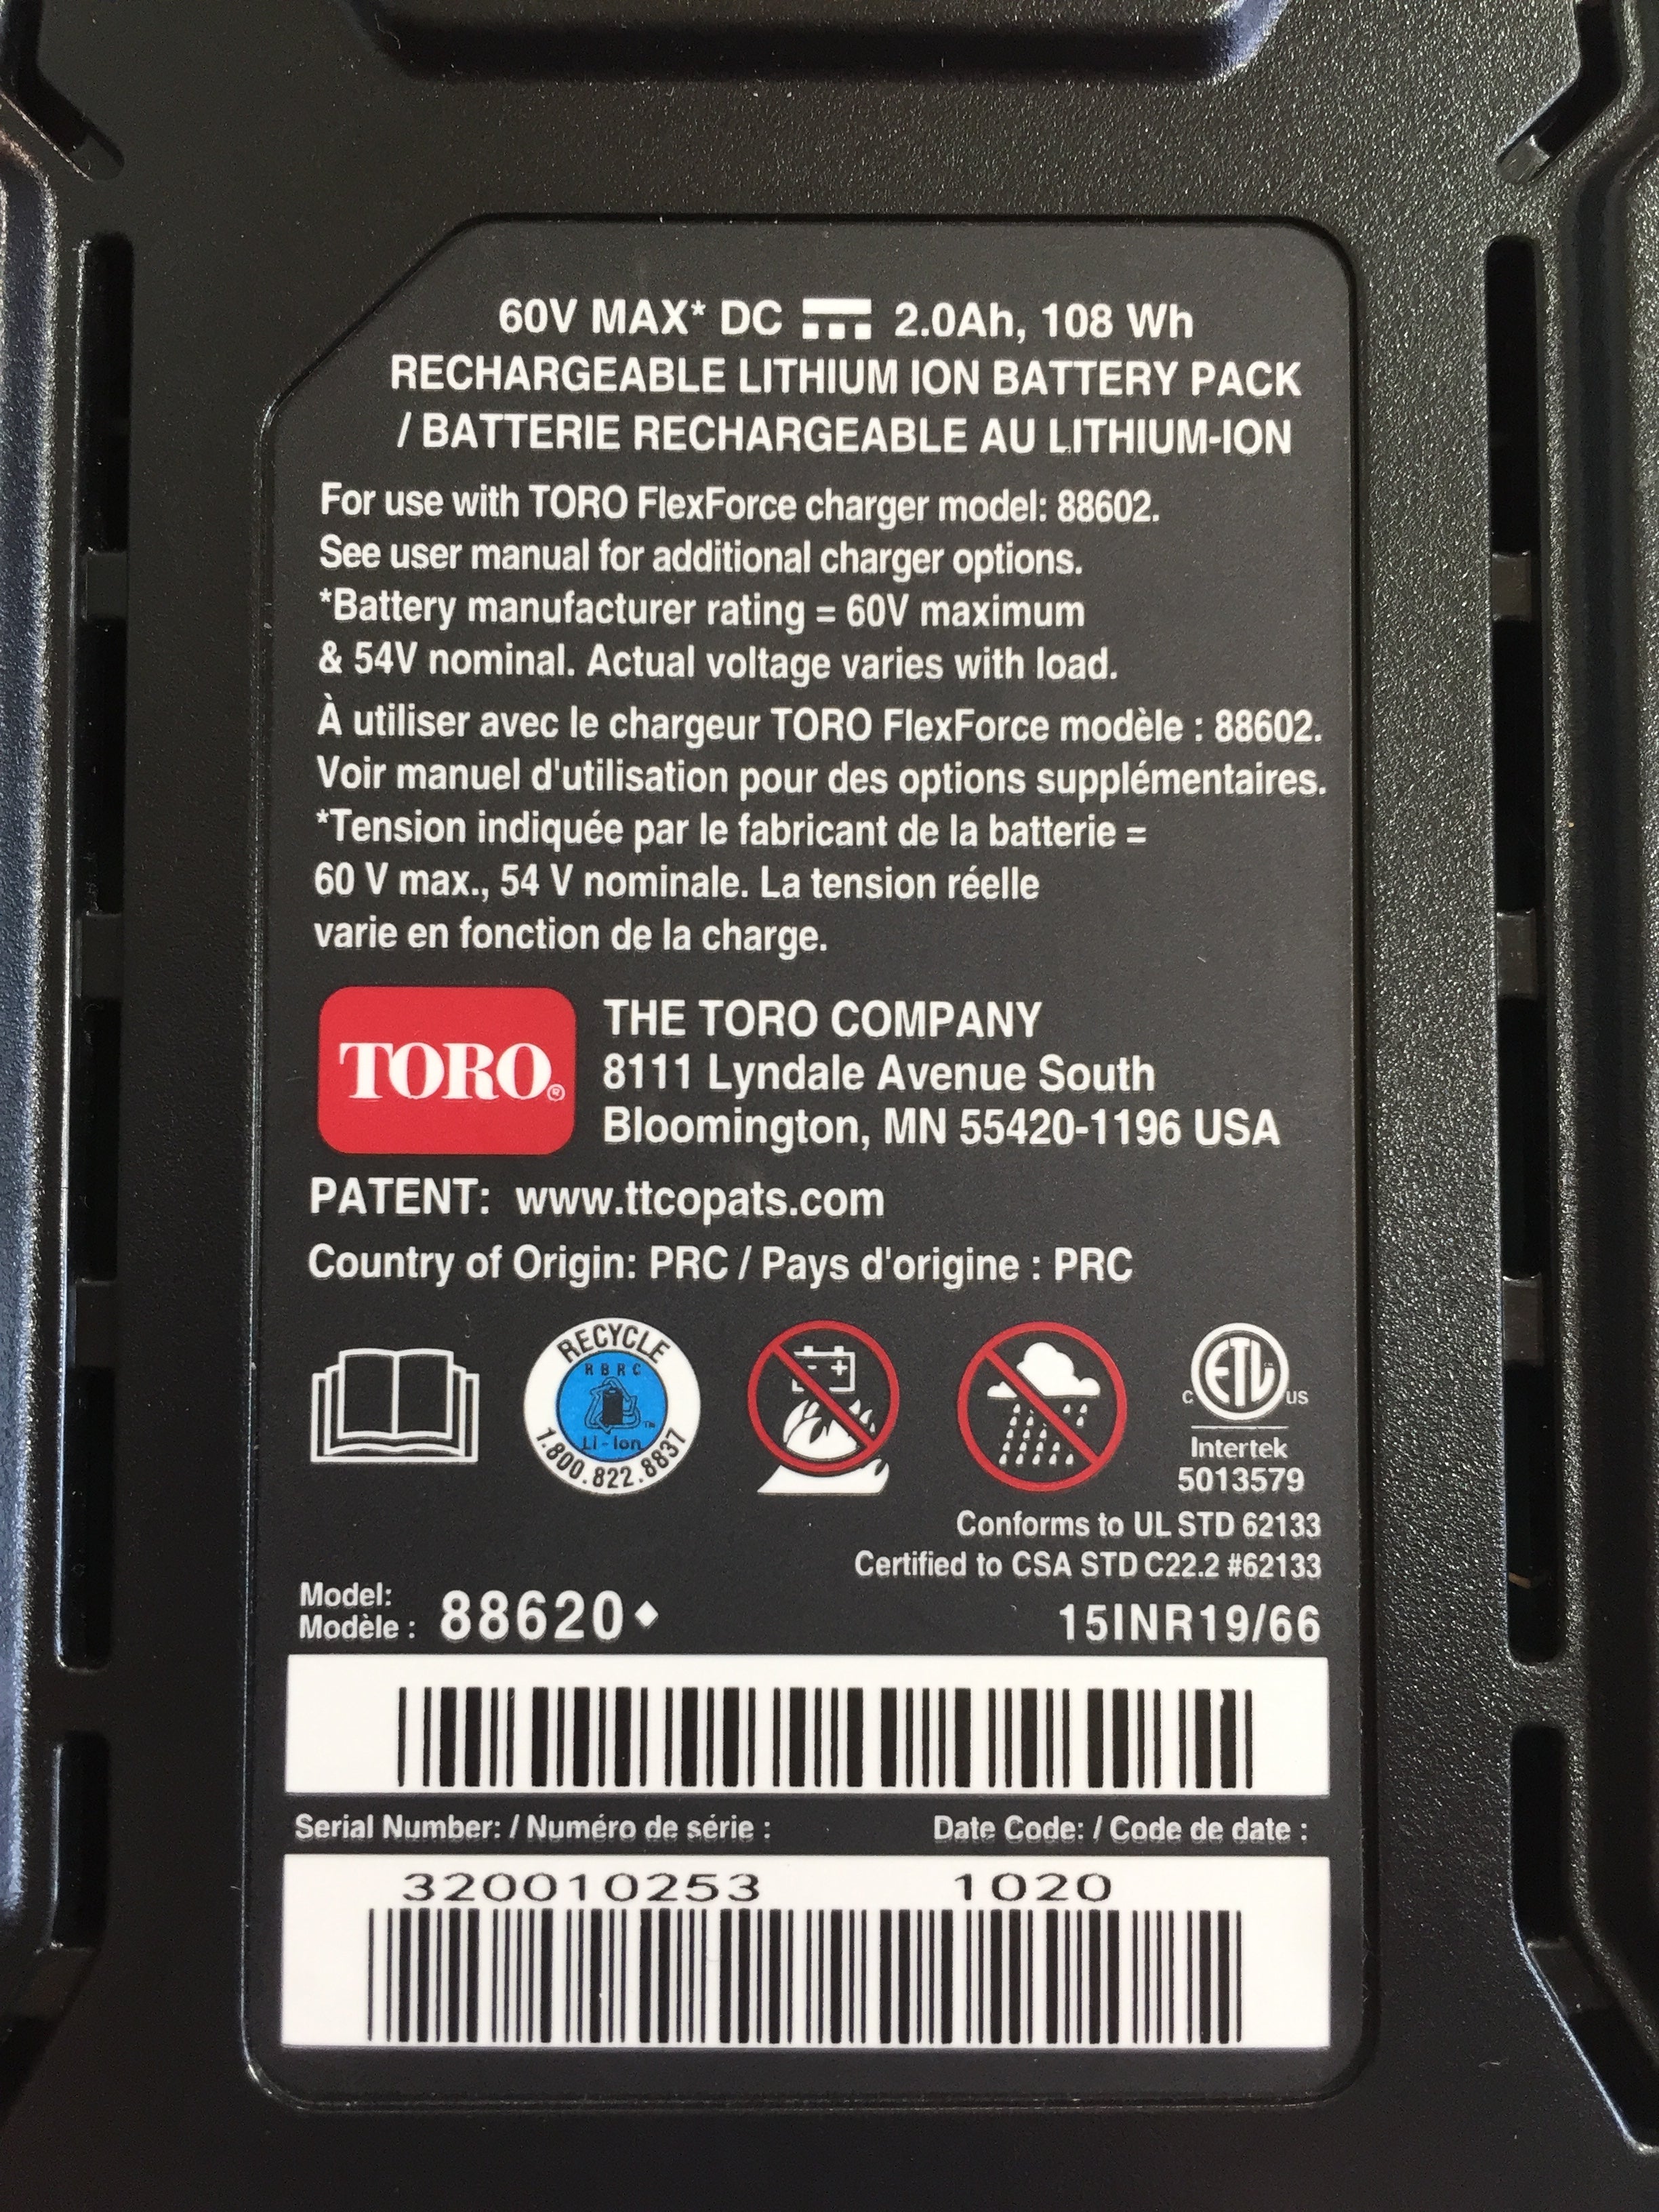 60V MAX* DC 2.0Ah, 108 Wh
RECHARGEABLE LITHIUM ION BATTERY PACK
/ BATTERIE RECHARGEABLE AU LITHIUM-ION
For use with TORO FlexForce charger model: 88602.
See user manual for additional charger options.
*Battery manufacturer rating = 60V maximum
& 54V nominal. Actual voltage varies with load.
À utiliser avec le chargeur TORO FlexForce modèle : 88602.
Voir manuel d'utilisation pour des options supplémentaires.
*Tension indiquée par le fabricant de la batterie =
60 V max., 54 V nominale. La tension réelle
varie en fonction de la charge.
TORO®
THE TORO COMPANY
8111 Lyndale Avenue South
Bloomington, MN 55420-1196 USA
PATENT: www.ttcopats.com
Country of Origin: PRC / Pays d'origine : PRC
RECYCLE
RBRC
™
Li-Ion
1.800.822.8837
ETL™
C US
Intertek
5013579
Conforms to UL STD 62133
Certified to CSA STD C22.2 #62133
Model:
Modèle : 88620◆ 15INR19/66
Serial Number: / Numéro de série : Date Code: / Code de date :
320010253 1020